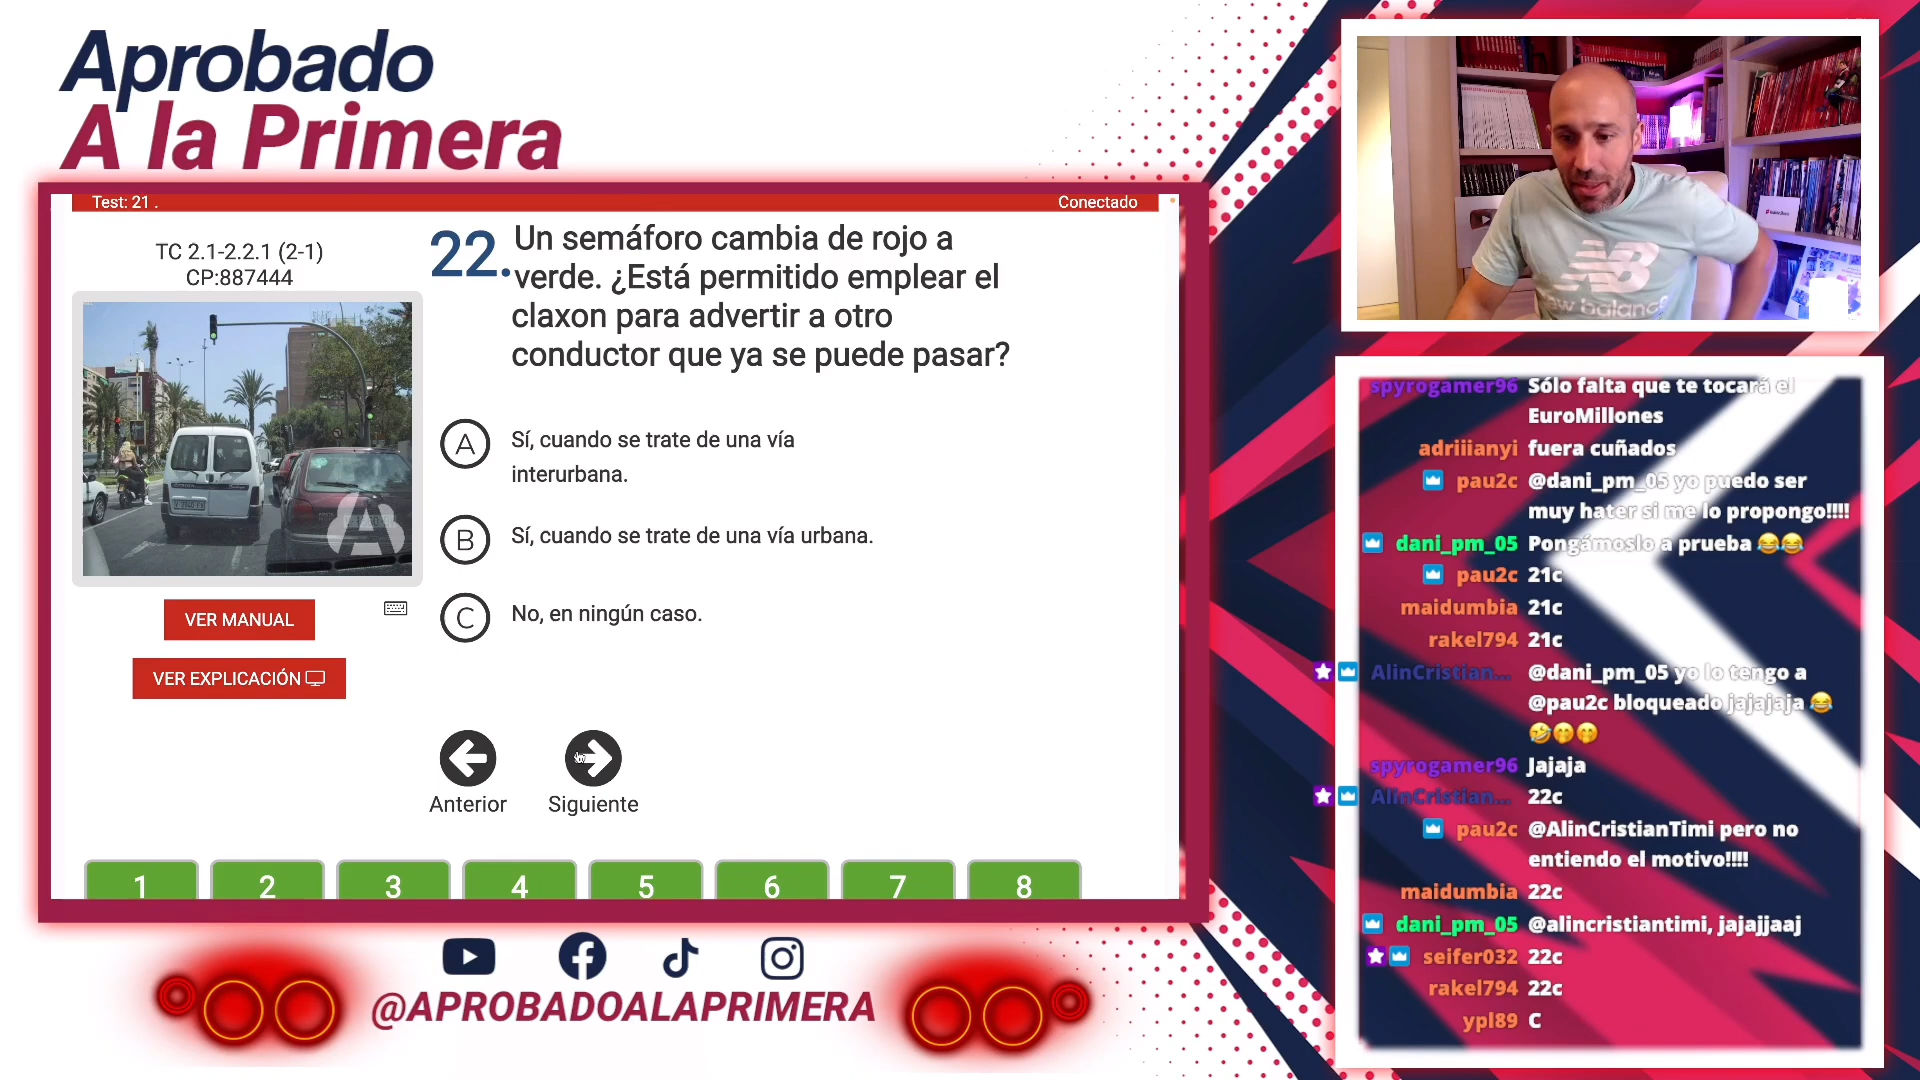 Aprobado
A la Primera
Test: 21 .
Conectado
TC 2.1-2.2.1 (2-1)
CP:887444
22. Un semáforo cambia de rojo a
verde. ¿Está permitido emplear el
claxon para advertir a otro
conductor que ya se puede pasar?
A Sí, cuando se trate de una vía
interurbana.
B Sí, cuando se trate de una vía urbana.
C No, en ningún caso.
VER MANUAL
VER EXPLICACIÓN
Anterior
Siguiente
1 2 3 4 5 6 7 8
@APROBADOALAPRIMERA
NB
new balance
spyrogamer96 Sólo falta que te tocará el
EuroMillones
adriiianyi fuera cuñados
pau2c @dani_pm_05 yo puedo ser
muy hater si me lo propongo!!!!
dani_pm_05 Pongámoslo a prueba 😂😂
pau2c 21c
maidumbia 21c
rakel794 21c
AlinCristian... @dani_pm_05 yo lo tengo a
@pau2c bloqueado jajajaja 😂
🤣🤭🤭
spyrogamer96 Jajaja
AlinCristian... 22c
pau2c @AlinCristianTimi pero no
entiendo el motivo!!!!
maidumbia 22c
dani_pm_05 @alincristiantimi, jajajjaaj
seifer032 22c
rakel794 22c
ypl89 C